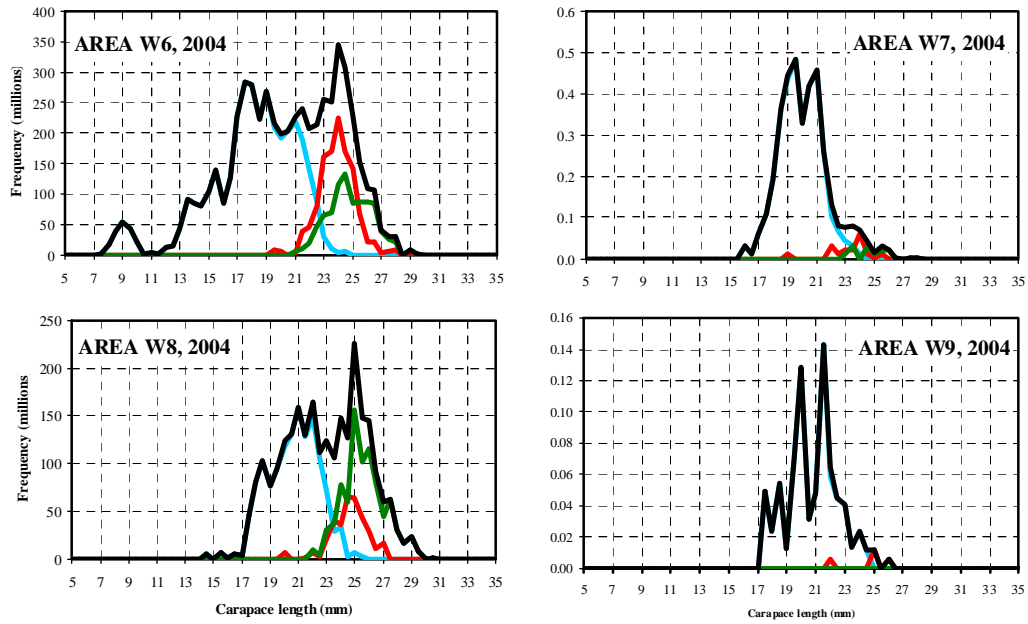 AREA W6, 2004
Frequency (millions)
400
350
300
250
200
150
100
50
0
5 7 9 11 13 15 17 19 21 23 25 27 29 31 33 35
AREA W7, 2004
0.6
0.5
0.4
0.3
0.2
0.1
0.0
5 7 9 11 13 15 17 19 21 23 25 27 29 31 33 35
AREA W8, 2004
Frequency (millions
250
200
150
100
50
0
5 7 9 11 13 15 17 19 21 23 25 27 29 31 33 35
Carapace length (mm)
AREA W9, 2004
0.16
0.14
0.12
0.10
0.08
0.06
0.04
0.02
0.00
5 7 9 11 13 15 17 19 21 23 25 27 29 31 33 35
Carapace length (mm)